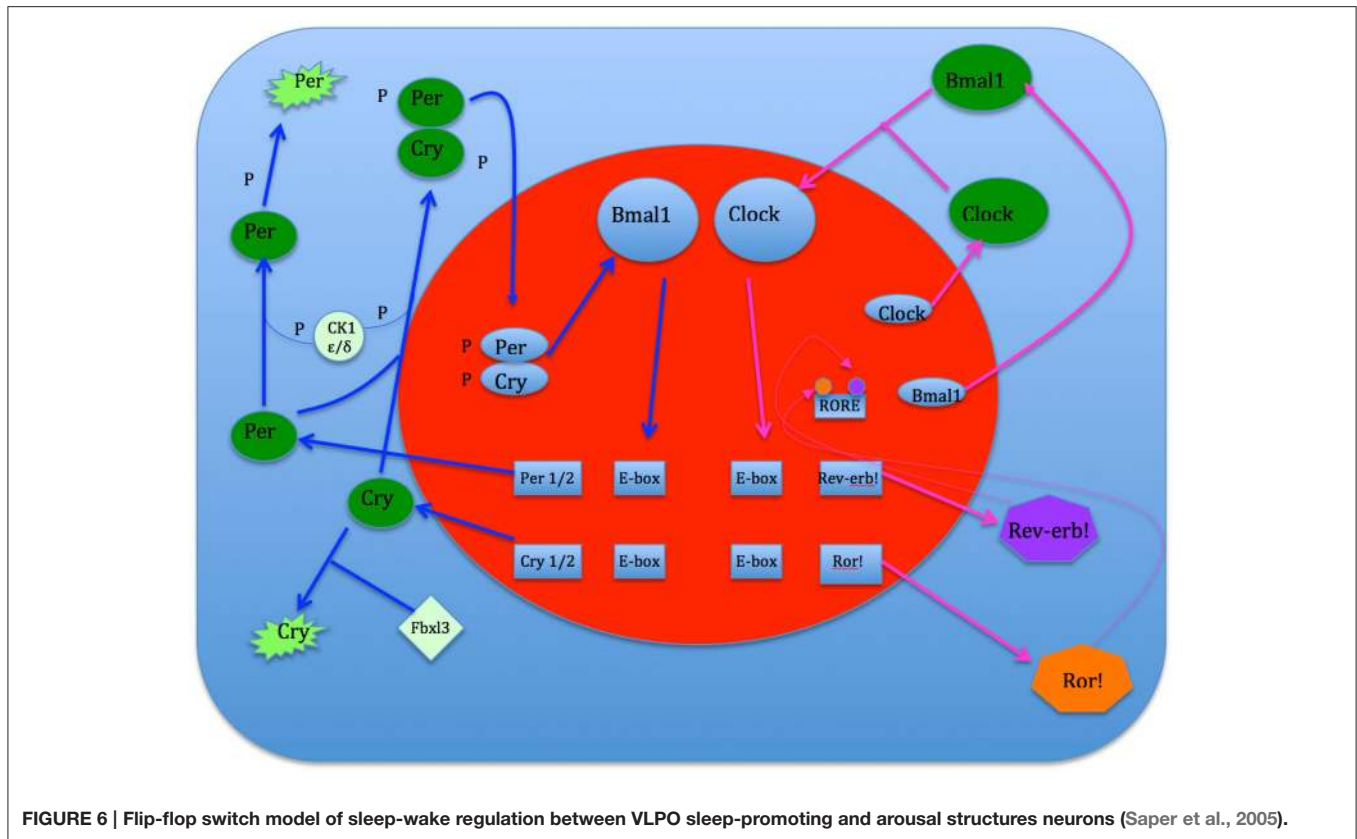 Per
P
Per
Cry
P
Bmal1
P
Per
Clock
Bmal1
Clock
Clock
P
P
CK1
ε/δ
P
Per
P
Cry
RORE
Bmal1
Per
Per 1/2
E-box
E-box
Rev-erb!
Cry
Rev-erb!
Cry 1/2
E-box
E-box
Ror!
Cry
Fbxl3
Ror!
FIGURE 6 | Flip-flop switch model of sleep-wake regulation between VLPO sleep-promoting and arousal structures neurons (Saper et al., 2005).